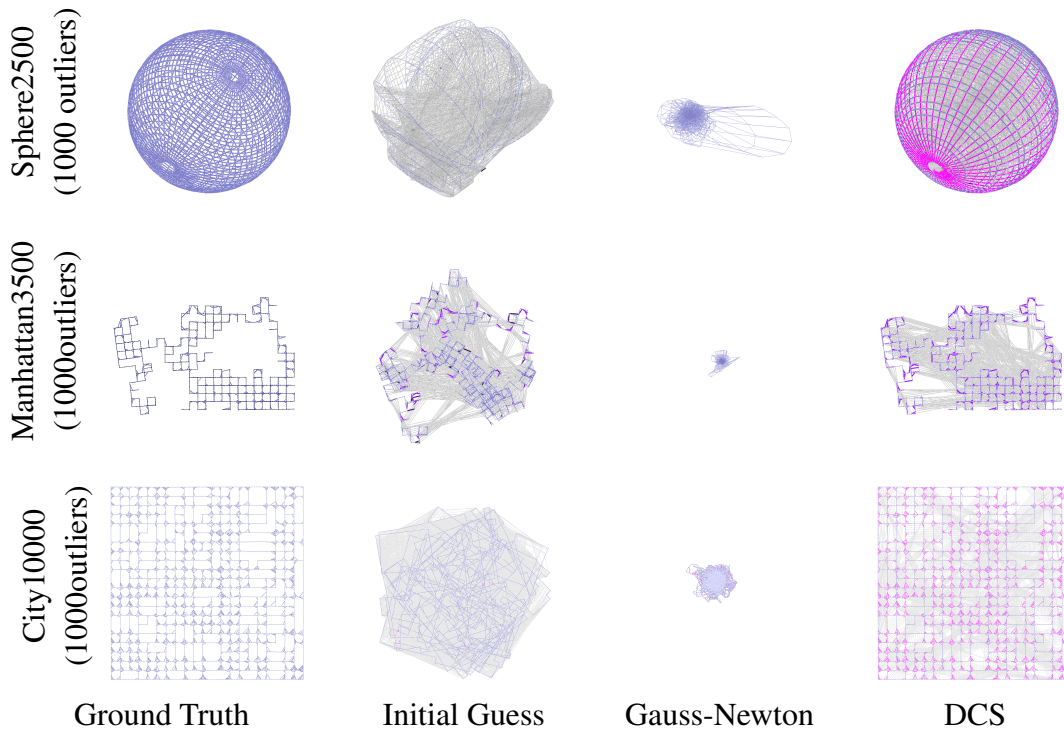 Sphere2500
(1000 outliers)
Manhattan3500
(1000outliers)
City10000
(1000outliers)
Ground Truth
Initial Guess
Gauss-Newton
DCS